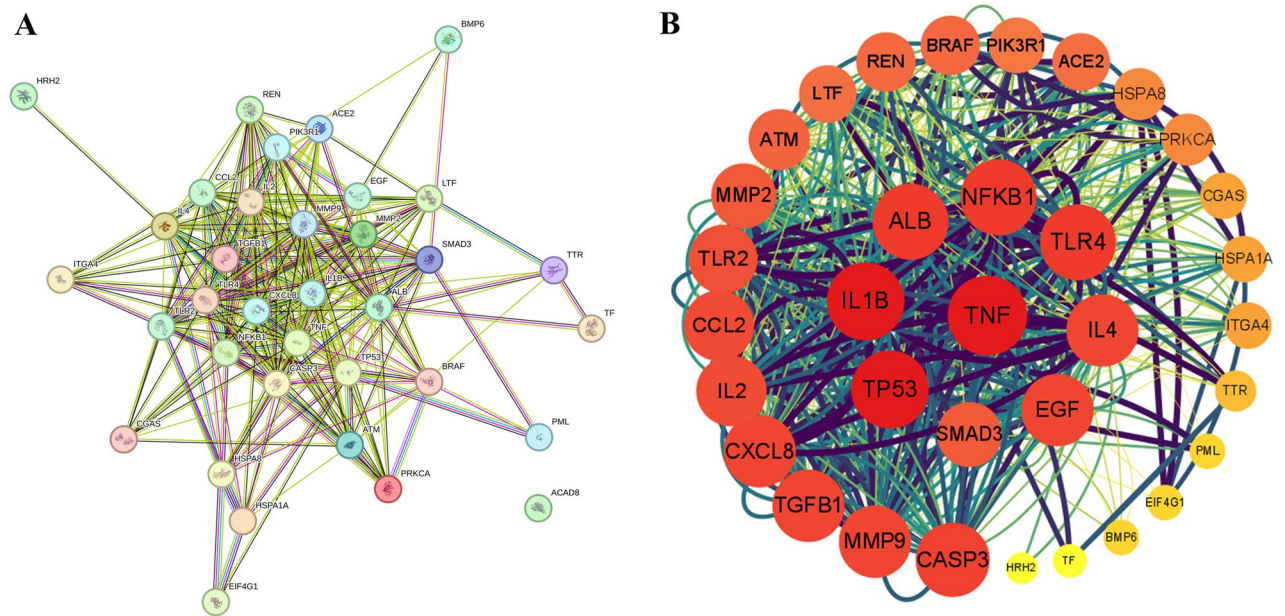 A
BMP6
HRH2
REN
ACE2
PIK3R1
CCL2
IL2
EGF
LTF
IL4
MMP9
MMP2
TGFB1
SMAD3
ITGA4
TTR
TLR4
IL1B
CXCL8
ALB
TLR2
TNF
TF
NFKB1
TP53
CASP3
BRAF
CGAS
ATM
PML
HSPA8
PRKCA
HSPA1A
ACAD8
EIF4G1
B
BRAF
PIK3R1
REN
ACE2
LTF
HSPA8
ATM
PRKCA
MMP2
ALB
NFKB1
CGAS
TLR2
TLR4
HSPA1A
IL1B
TNF
CCL2
IL4
ITGA4
IL2
TP53
EGF
TTR
CXCL8
SMAD3
PML
TGFB1
EIF4G1
MMP9
BMP6
CASP3
HRH2
TF